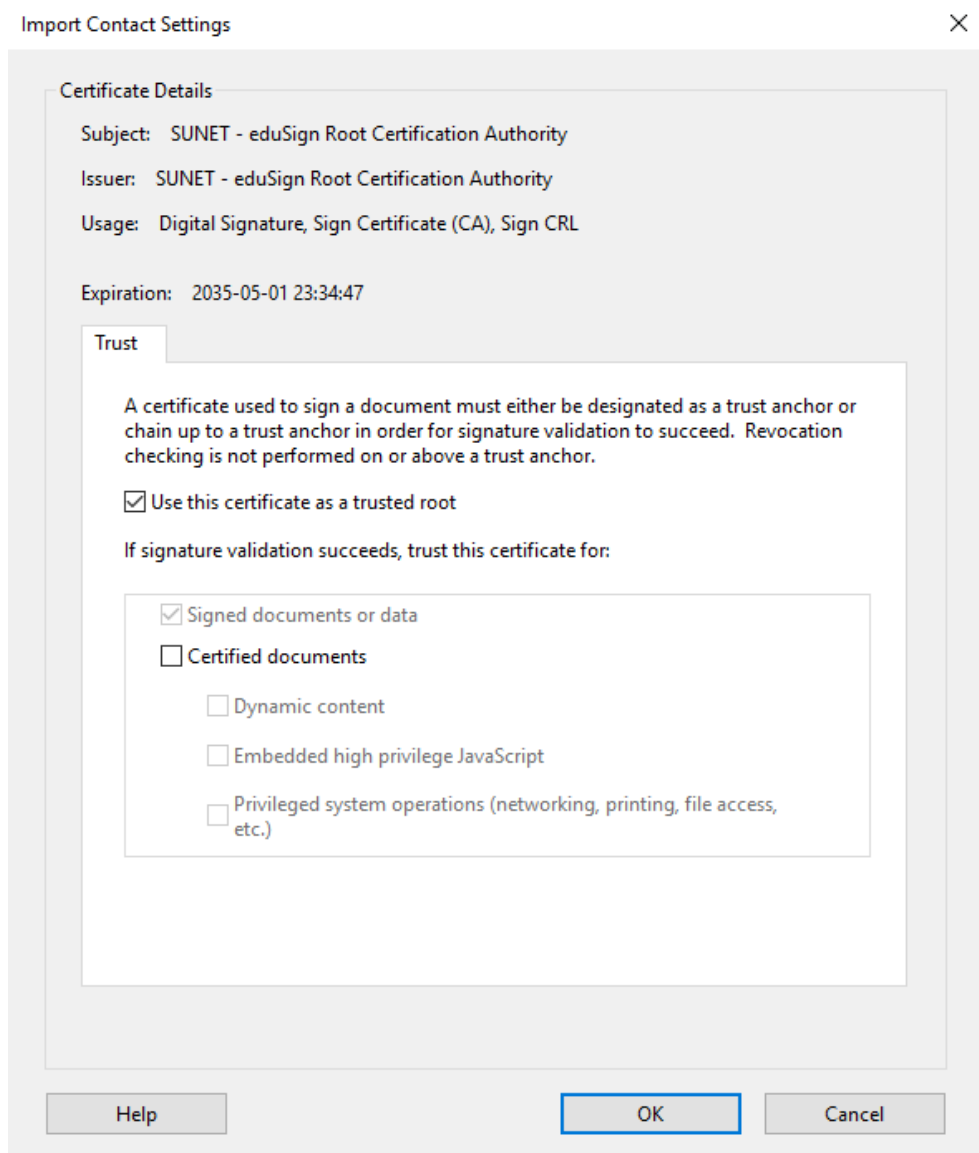 Import Contact Settings
Certificate Details
Subject: SUNET - eduSign Root Certification Authority
Issuer: SUNET - eduSign Root Certification Authority
Usage: Digital Signature, Sign Certificate (CA), Sign CRL
Expiration: 2035-05-01 23:34:47
Trust
A certificate used to sign a document must either be designated as a trust anchor or
chain up to a trust anchor in order for signature validation to succeed. Revocation
checking is not performed on or above a trust anchor.
Use this certificate as a trusted root
If signature validation succeeds, trust this certificate for:
Signed documents or data
Certified documents
Dynamic content
Embedded high privilege JavaScript
Privileged system operations (networking, printing, file access,
etc.)
Help
OK
Cancel